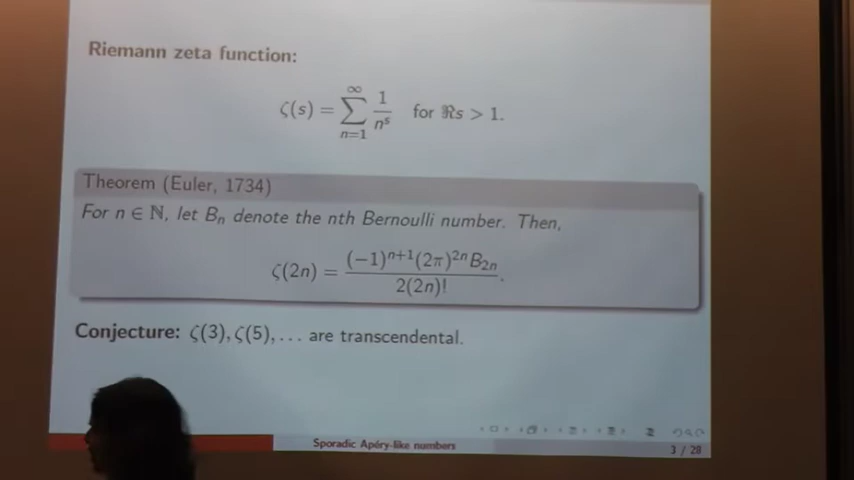 Riemann zeta function:
ζ(s) = ∑_{n=1}^{∞} 1/n^s for ℜs > 1.
Theorem (Euler, 1734)
For n ∈ ℕ, let B_n denote the nth Bernoulli number. Then,
ζ(2n) = (-1)^{n+1}(2π)^{2n}B_{2n} / 2(2n)!.
Conjecture: ζ(3), ζ(5), ... are transcendental.
Sporadic Apéry-like numbers
3 / 28